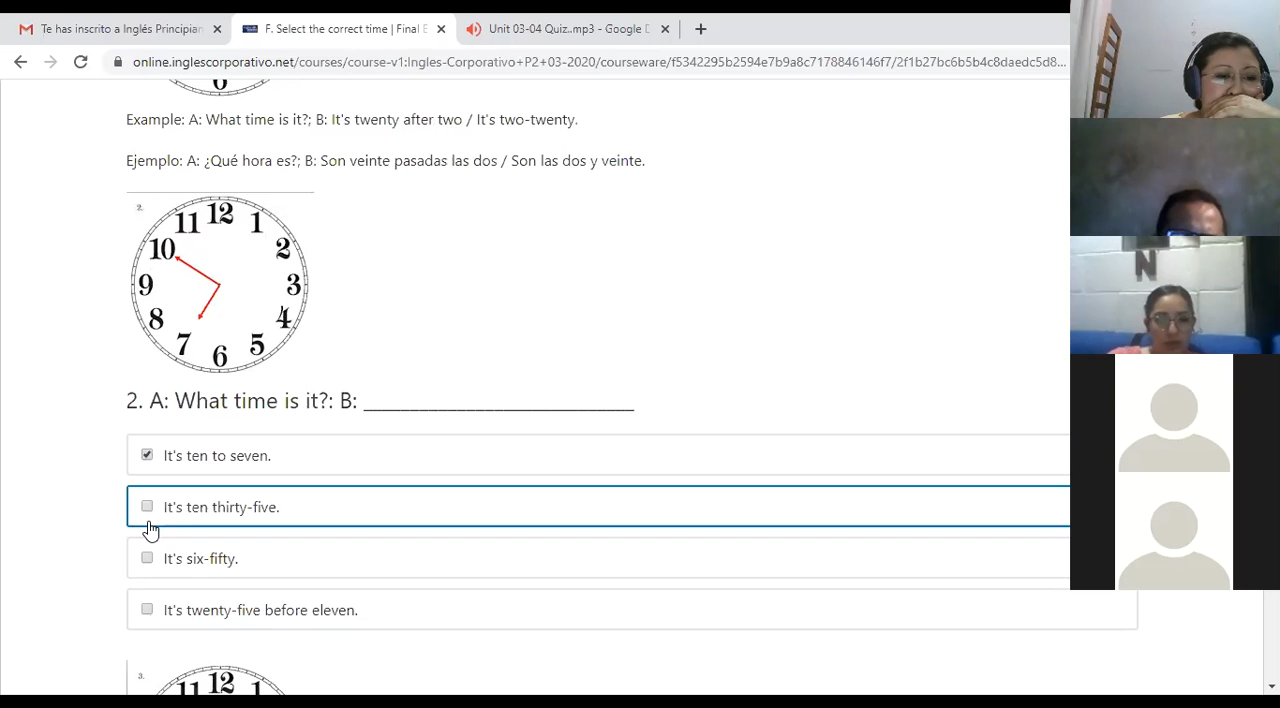 Te has inscrito a Inglés Principian
F. Select the correct time | Final E
Unit 03-04 Quiz..mp3 - Google D
online.inglescorporativo.net/courses/course-v1:Ingles-Corporativo+P2+03-2020/courseware/f5342295b2594e7b9a8c7178846146f7/2f1b27bc6b5b4c8daedc5d8...
6
Example: A: What time is it?; B: It's twenty after two / It's two-twenty.
Ejemplo: A: ¿Qué hora es?; B: Son veinte pasadas las dos / Son las dos y veinte.
2.
12
11 1
10 2
9 3
8 4
7 5
6
2. A: What time is it?: B: ___________________________
It's ten to seven.
It's ten thirty-five.
It's six-fifty.
It's twenty-five before eleven.
3.
11 12 1
N